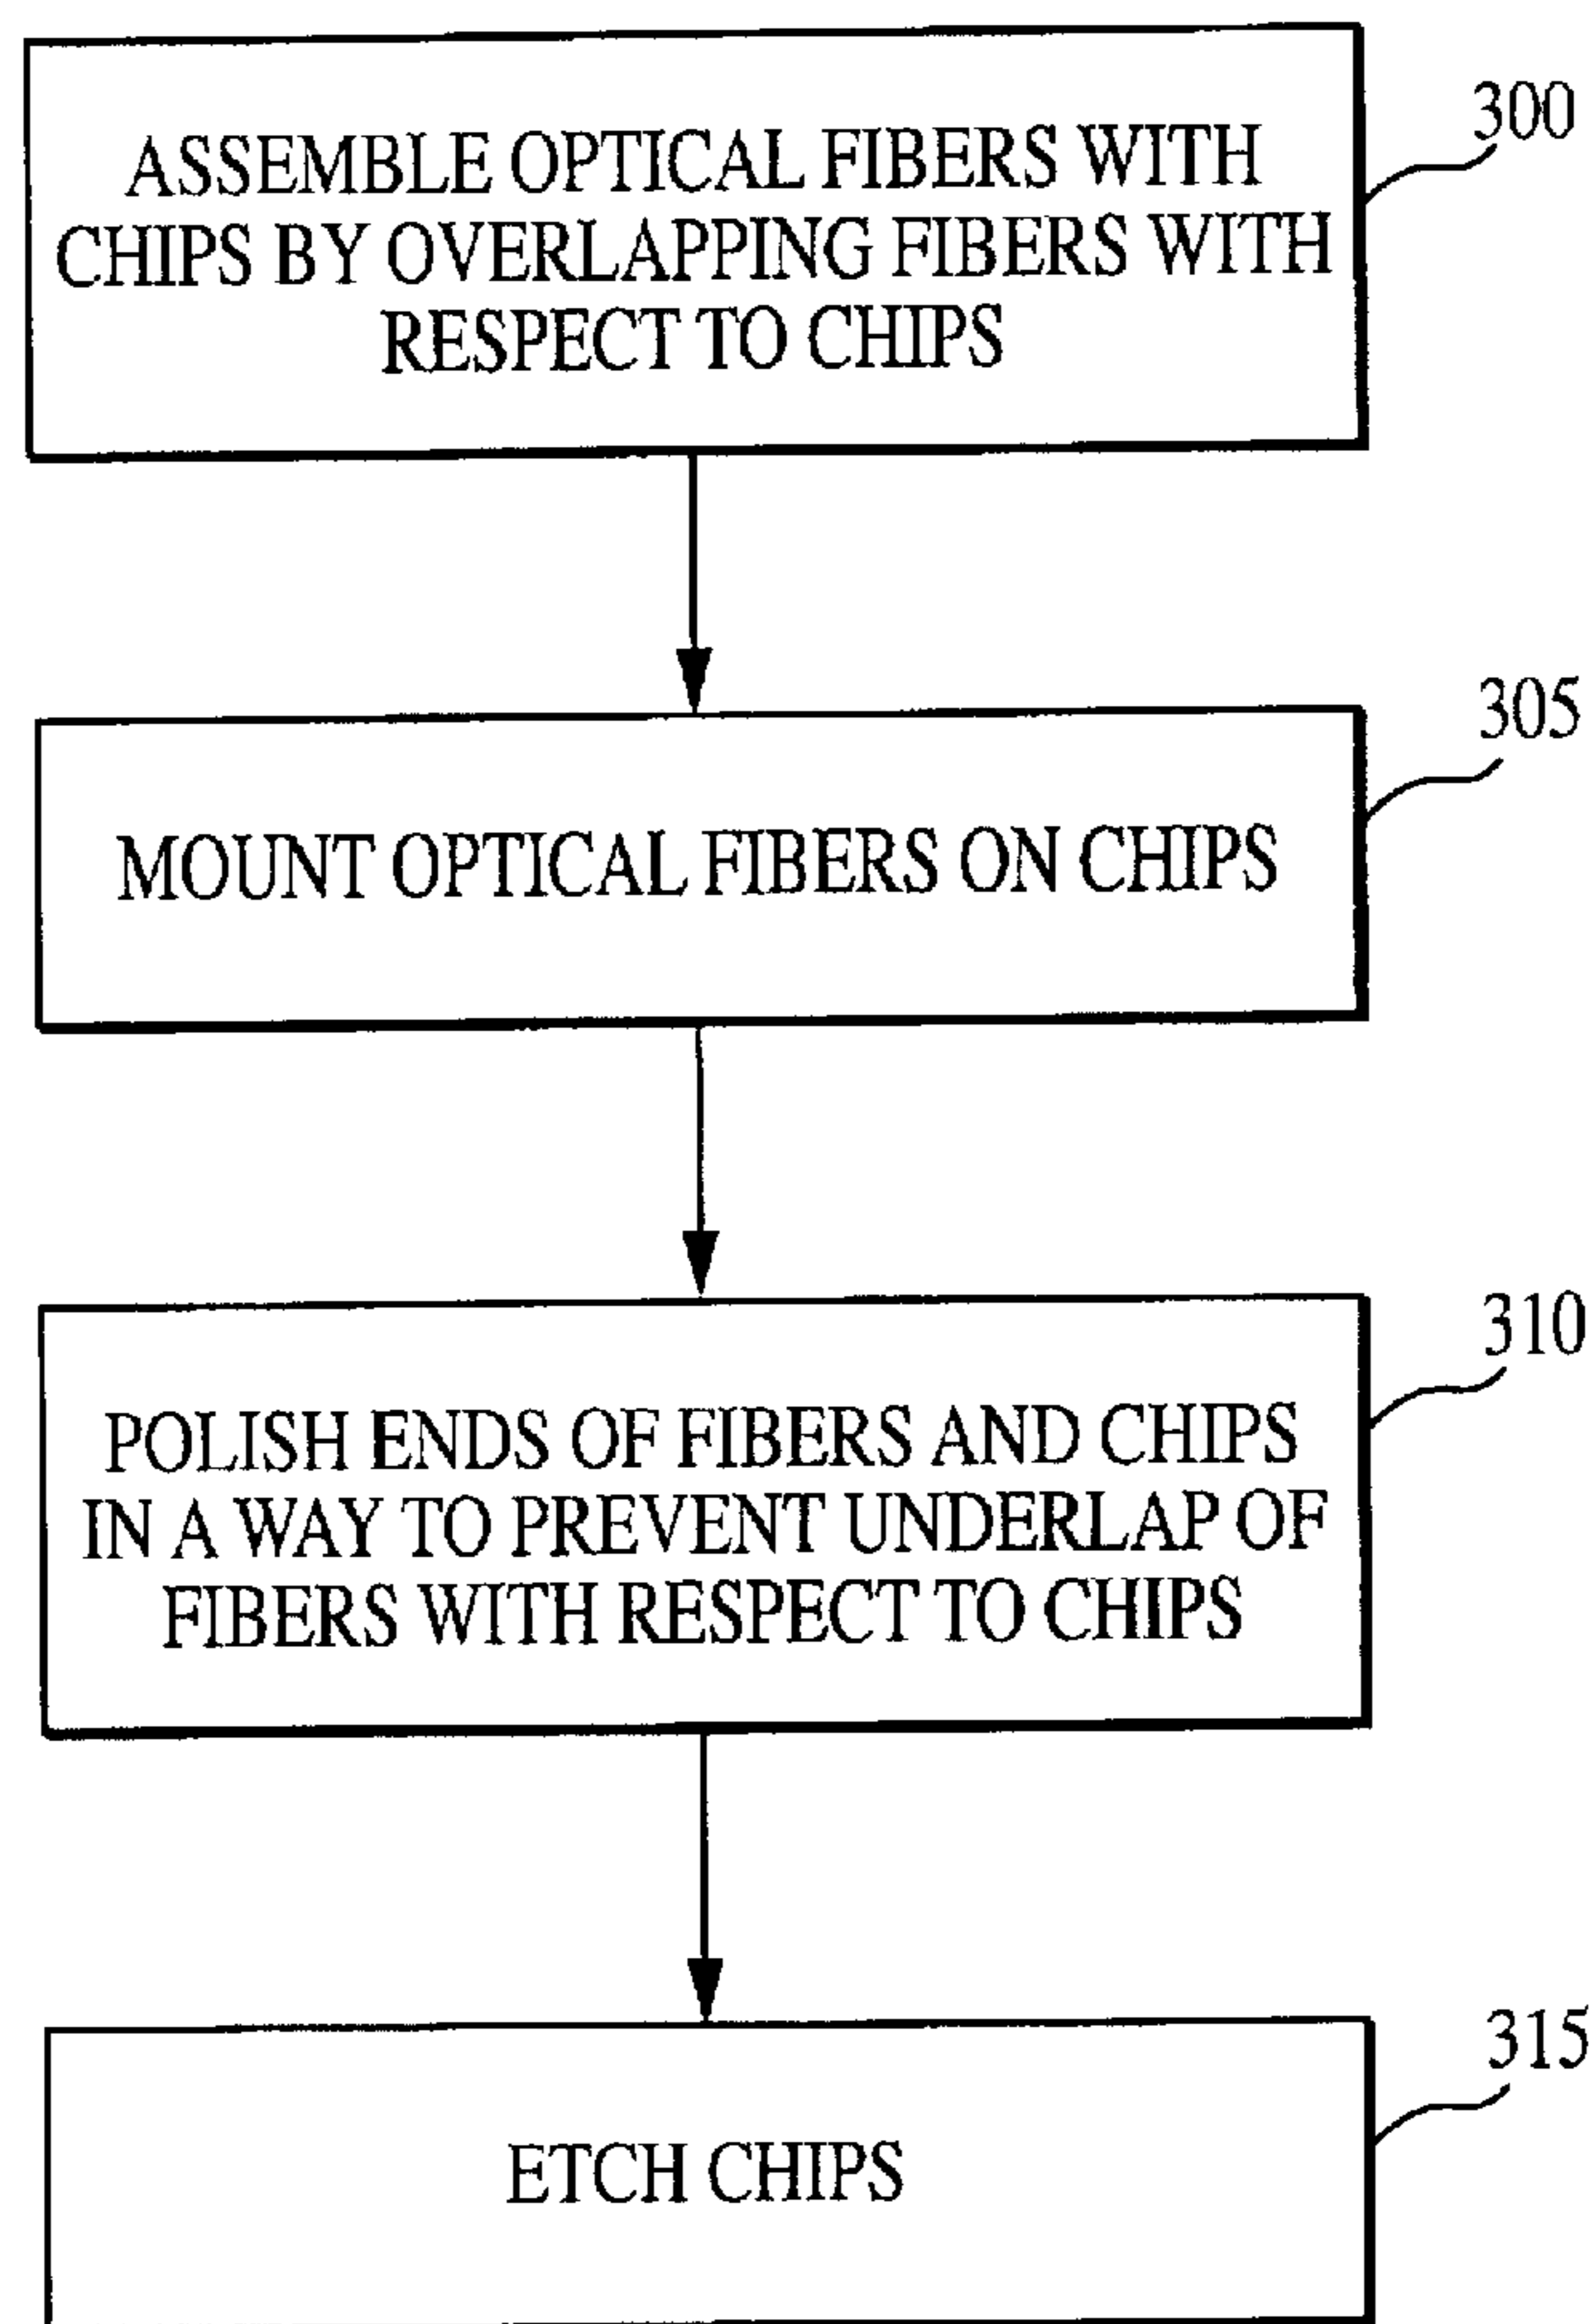 ASSEMBLE OPTICAL FIBERS WITH
CHIPS BY OVERLAPPING FIBERS WITH
RESPECT TO CHIPS
300
MOUNT OPTICAL FIBERS ON CHIPS
305
POLISH ENDS OF FIBERS AND CHIPS
IN A WAY TO PREVENT UNDERLAP OF
FIBERS WITH RESPECT TO CHIPS
310
ETCH CHIPS
315